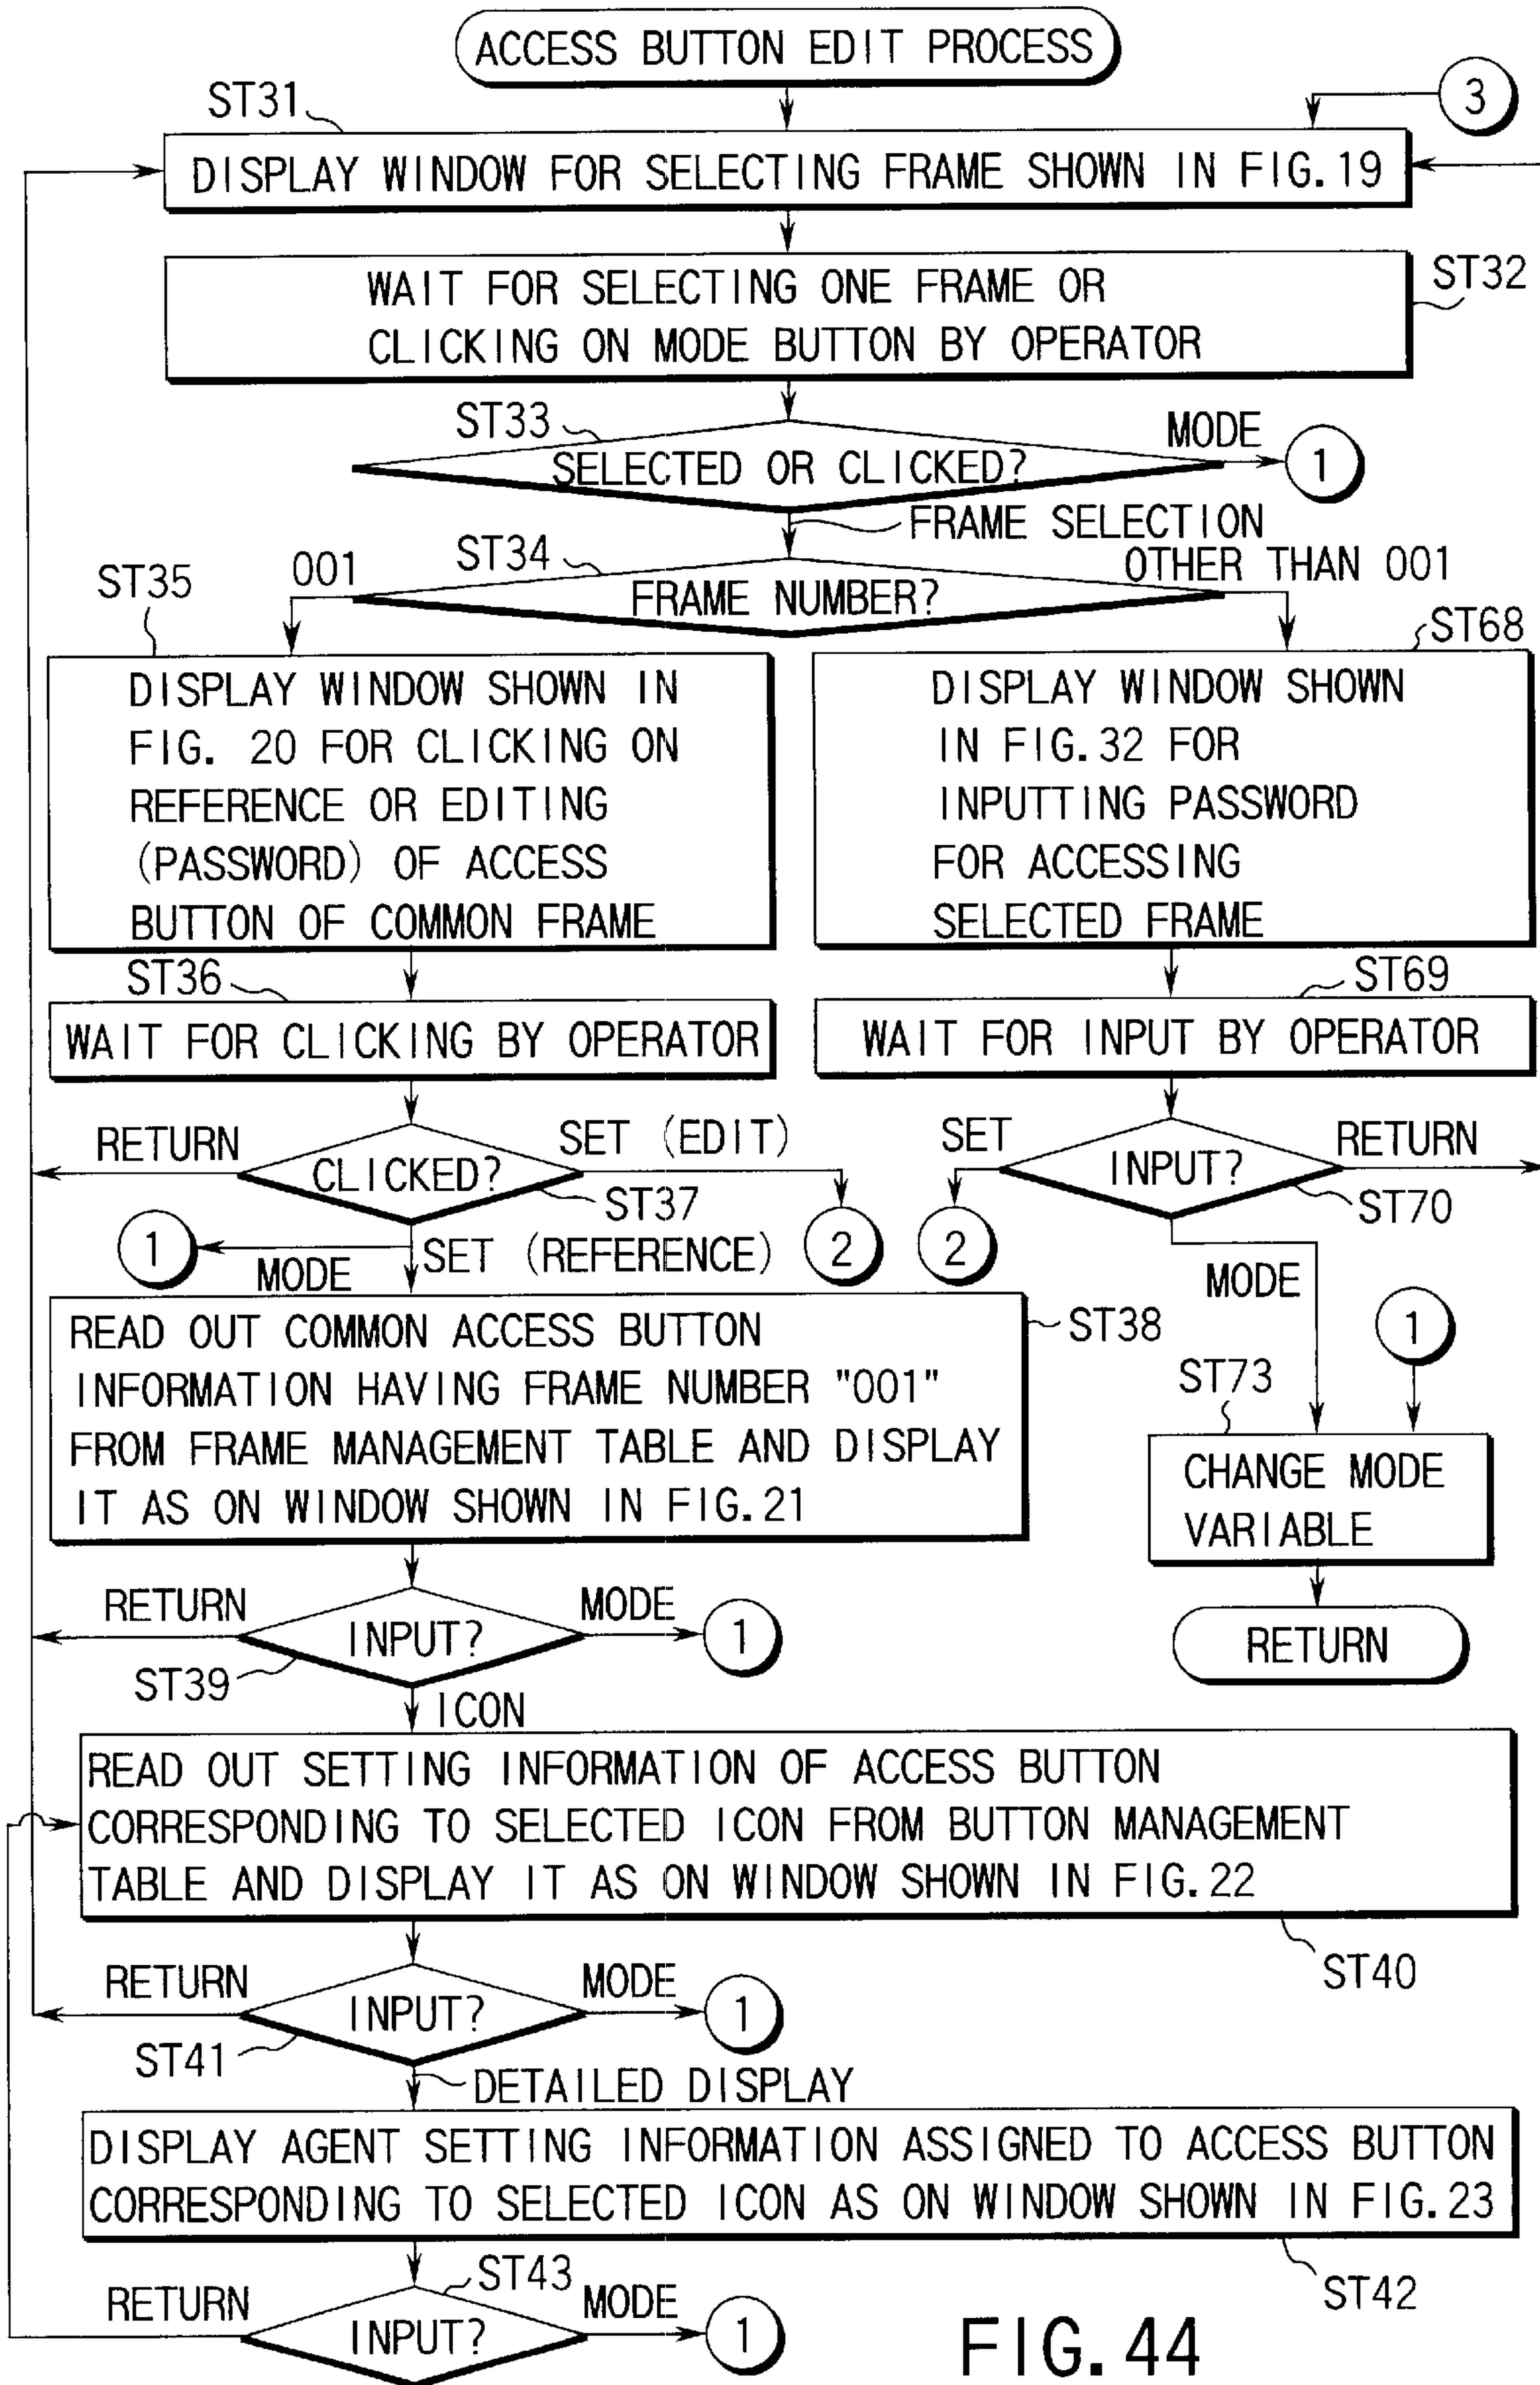 ACCESS BUTTON EDIT PROCESS
ST31
3
DISPLAY WINDOW FOR SELECTING FRAME SHOWN IN FIG.19
WAIT FOR SELECTING ONE FRAME OR
CLICKING ON MODE BUTTON BY OPERATOR
ST32
ST33
SELECTED OR CLICKED?
MODE
1
FRAME SELECTION
ST34
FRAME NUMBER?
001
OTHER THAN 001
ST35
DISPLAY WINDOW SHOWN IN
FIG. 20 FOR CLICKING ON
REFERENCE OR EDITING
(PASSWORD) OF ACCESS
BUTTON OF COMMON FRAME
ST68
DISPLAY WINDOW SHOWN
IN FIG.32 FOR
INPUTTING PASSWORD
FOR ACCESSING
SELECTED FRAME
ST36
WAIT FOR CLICKING BY OPERATOR
ST69
WAIT FOR INPUT BY OPERATOR
RETURN
CLICKED?
SET (EDIT)
ST37
2
1
MODE
SET (REFERENCE)
SET
INPUT?
RETURN
ST70
2
MODE
1
READ OUT COMMON ACCESS BUTTON
INFORMATION HAVING FRAME NUMBER "001"
FROM FRAME MANAGEMENT TABLE AND DISPLAY
IT AS ON WINDOW SHOWN IN FIG.21
ST38
ST73
CHANGE MODE
VARIABLE
RETURN
RETURN
INPUT?
MODE
1
ST39
ICON
READ OUT SETTING INFORMATION OF ACCESS BUTTON
CORRESPONDING TO SELECTED ICON FROM BUTTON MANAGEMENT
TABLE AND DISPLAY IT AS ON WINDOW SHOWN IN FIG.22
ST40
RETURN
INPUT?
MODE
1
ST41
DETAILED DISPLAY
DISPLAY AGENT SETTING INFORMATION ASSIGNED TO ACCESS BUTTON
CORRESPONDING TO SELECTED ICON AS ON WINDOW SHOWN IN FIG.23
ST42
ST43
RETURN
INPUT?
MODE
1
FIG.44